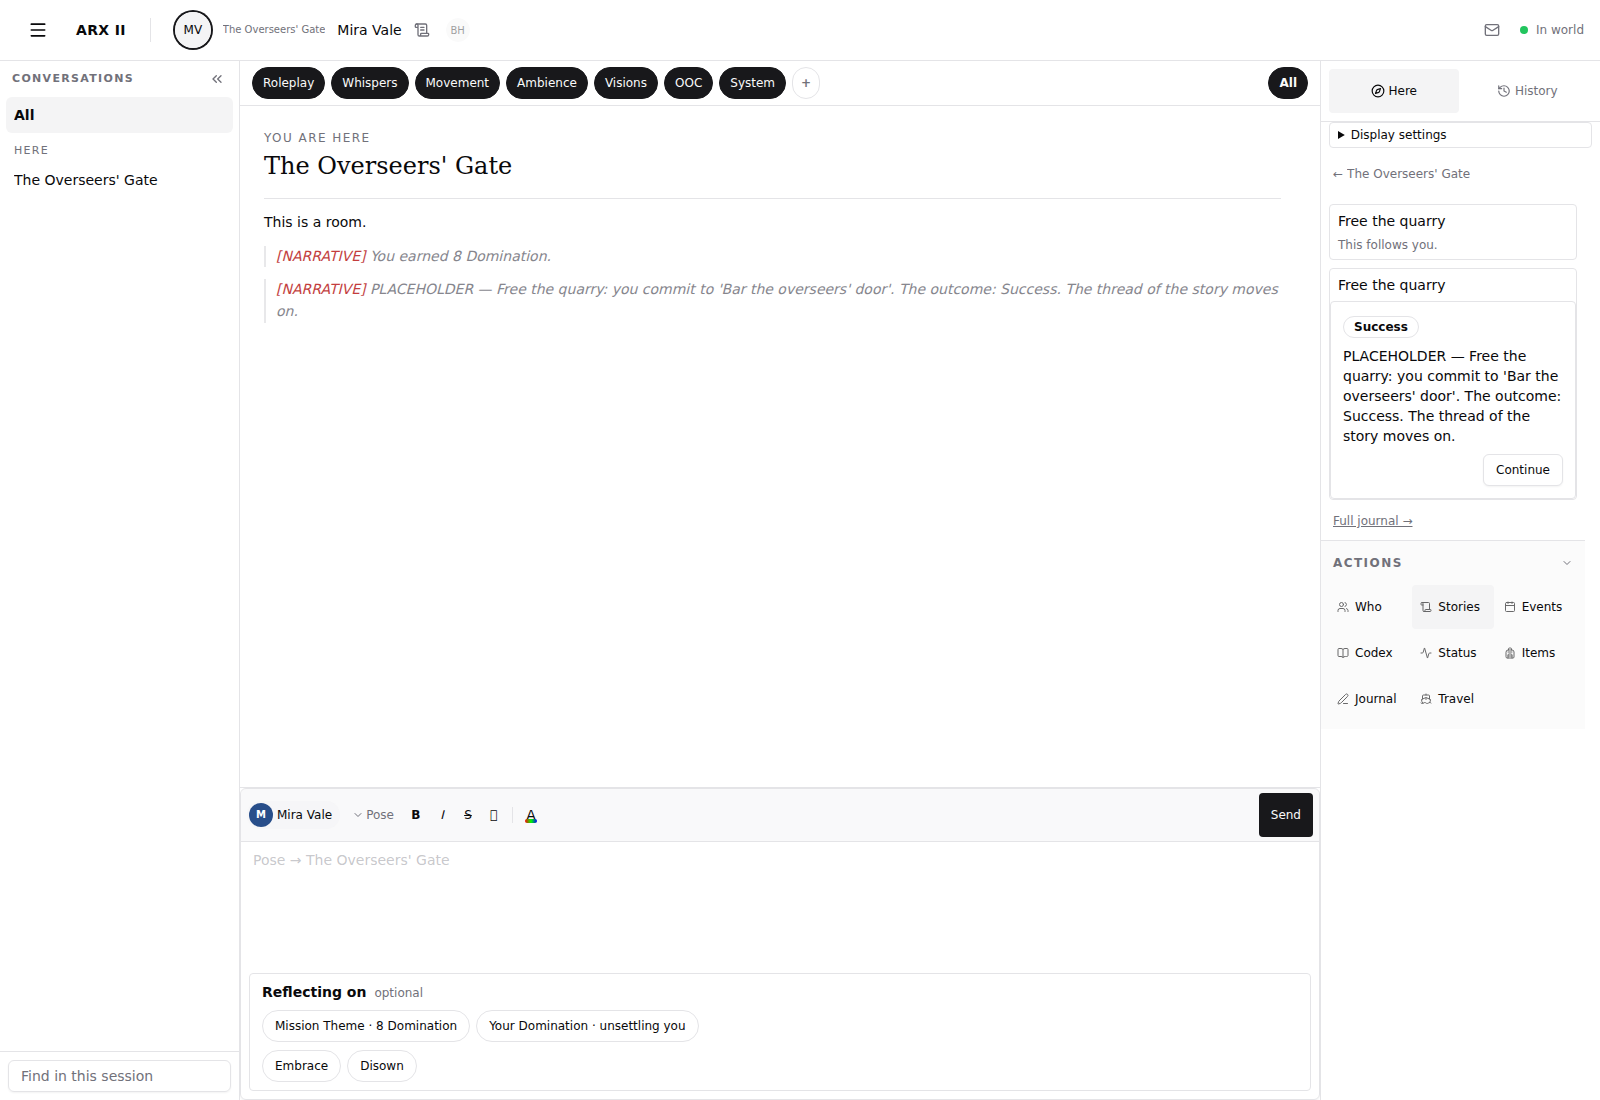 ARX II
MV
The Overseers' Gate
Mira Vale
BH
In world
CONVERSATIONS
All
HERE
The Overseers' Gate
Find in this session
Roleplay
Whispers
Movement
Ambience
Visions
OOC
System
+
All
YOU ARE HERE
The Overseers' Gate
This is a room.
[NARRATIVE] You earned 8 Domination.
[NARRATIVE] PLACEHOLDER — Free the quarry: you commit to 'Bar the overseers' door'. The outcome: Success. The thread of the story moves
on.
M
Mira Vale
Pose
B
I
S
A
Send
Pose → The Overseers' Gate
Reflecting on optional
Mission Theme · 8 Domination
Your Domination · unsettling you
Embrace
Disown
Here
History
Display settings
← The Overseers' Gate
Free the quarry
This follows you.
Free the quarry
Success
PLACEHOLDER — Free the
quarry: you commit to 'Bar the
overseers' door'. The outcome:
Success. The thread of the
story moves on.
Continue
Full journal →
ACTIONS
Who
Stories
Events
Codex
Status
Items
Journal
Travel